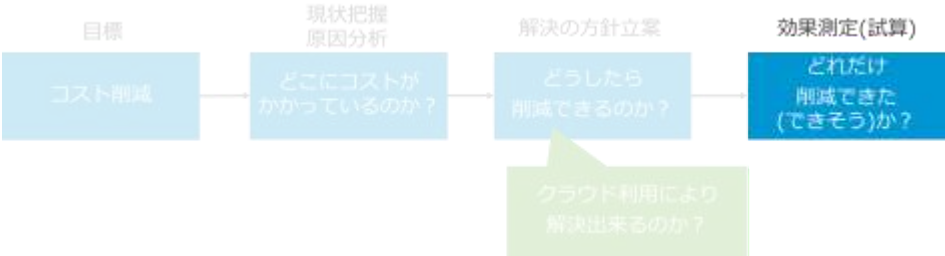 目標
コスト削減
現状把握
原因分析
どこにコストが
かかっているのか？
解決の方針立案
どうしたら
削減できるのか？
クラウド利用により
解決出来るのか？
効果測定(試算)
どれだけ
削減できた
(できそう)か？